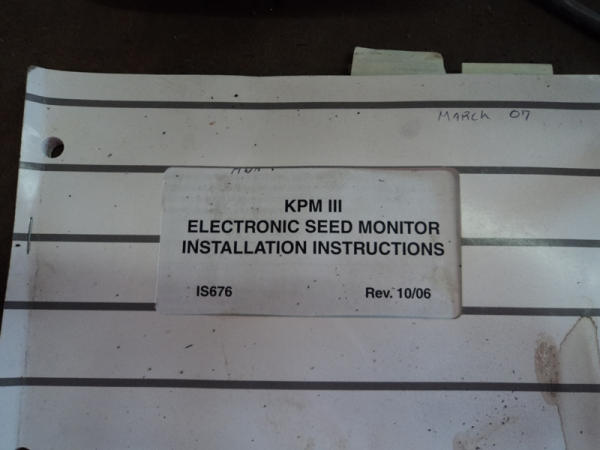 MARCH 07
KPM III
ELECTRONIC SEED MONITOR
INSTALLATION INSTRUCTIONS
IS676 Rev. 10/06